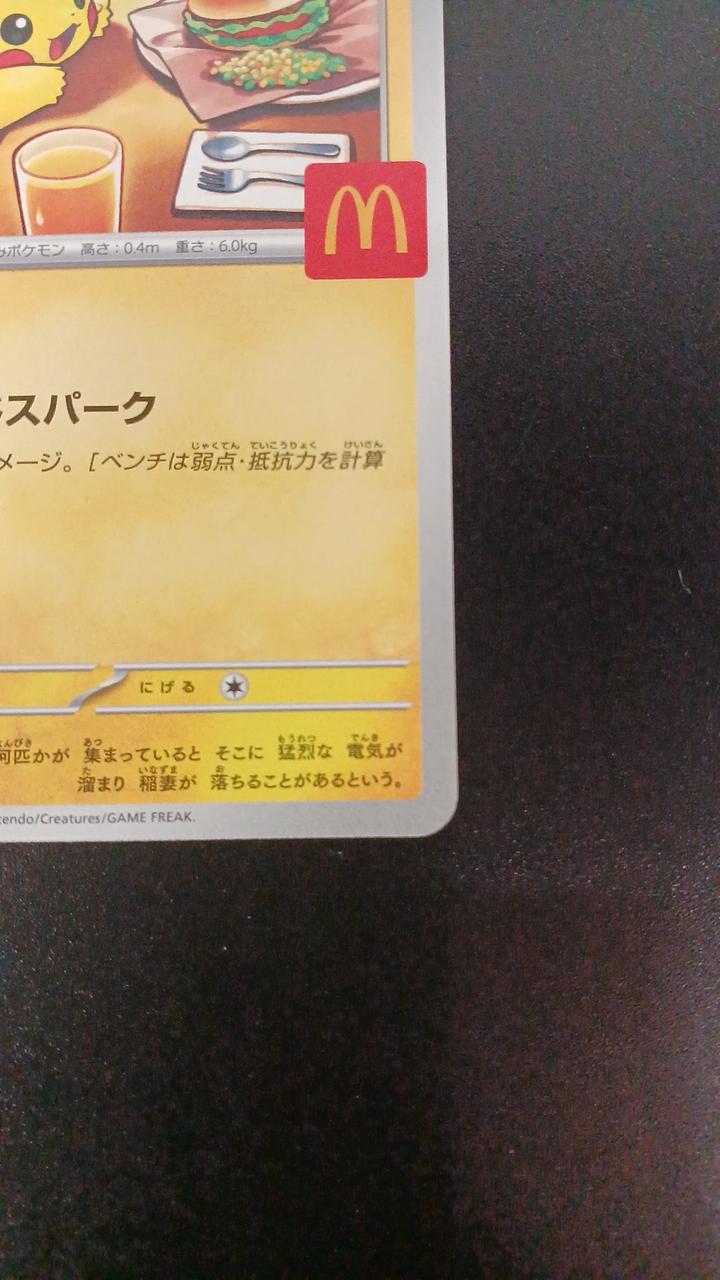 ポケモン 高さ：0.4m 重さ：6.0kg
スパーク
メージ。［ベンチは弱点・抵抗力を計算
にげる
何匹かが 集まっていると そこに 猛烈な 電気が
溜まり 稲妻が 落ちることがあるという。
tendo/Creatures/GAME FREAK.